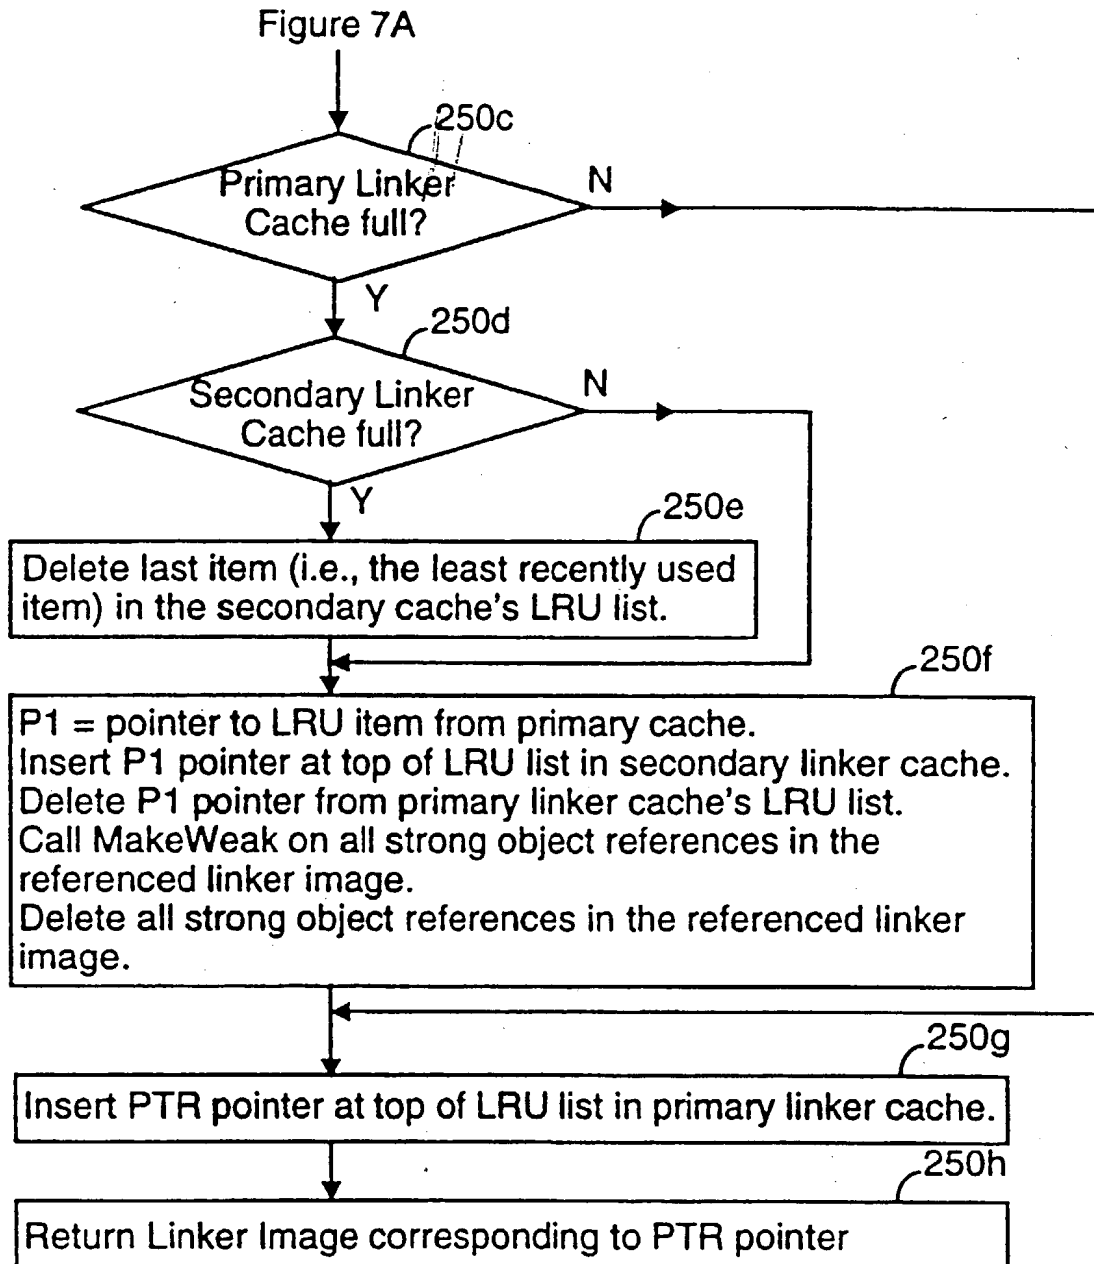 Figure 7A
250c
Primary Linker
Cache full?
N
Y
250d
Secondary Linker
Cache full?
N
Y
250e
Delete last item (i.e., the least recently used
item) in the secondary cache's LRU list.
250f
P1 = pointer to LRU item from primary cache.
Insert P1 pointer at top of LRU list in secondary linker cache.
Delete P1 pointer from primary linker cache's LRU list.
Call MakeWeak on all strong object references in the
referenced linker image.
Delete all strong object references in the referenced linker
image.
250g
Insert PTR pointer at top of LRU list in primary linker cache.
250h
Return Linker Image corresponding to PTR pointer